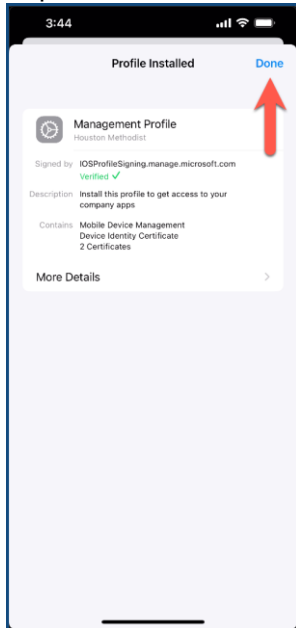 3:44
Profile Installed
Done
Management Profile
Houston Methodist
Signed by IOSProfileSigning.manage.microsoft.com
Verified ✓
Description Install this profile to get access to your
company apps
Contains Mobile Device Management
Device Identity Certificate
2 Certificates
More Details